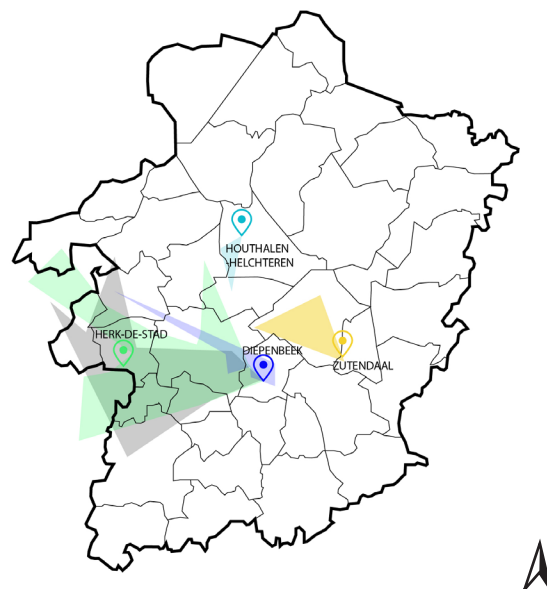 HOUTHALEN
-HELCHTEREN
HERK-DE-STAD
DIEPENBEEK
ZUTENDAAL